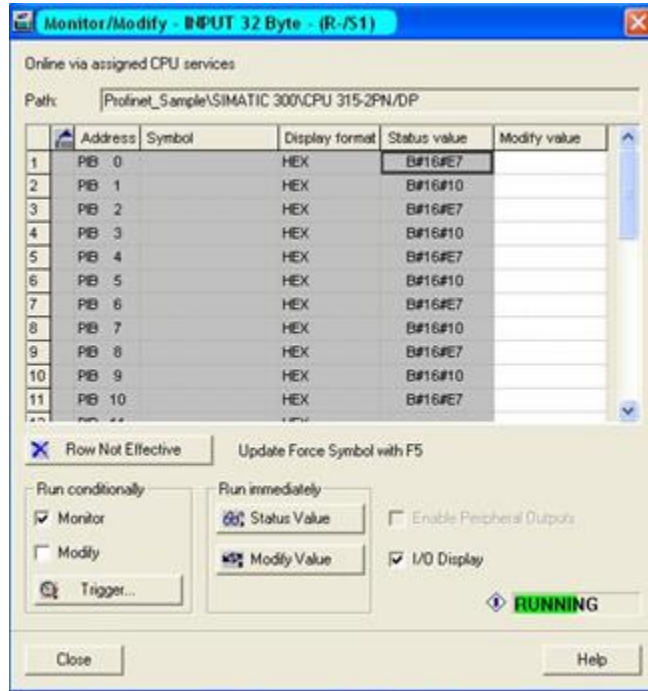 Monitor/Modify - INPUT 32 Byte - (R-/S1)
Online via assigned CPU services
Path: Profinet_Sample\SIMATIC 300\CPU 315-2PN/DP
Address Symbol Display format Status value Modify value
1 PIB 0 HEX B#16#E7
2 PIB 1 HEX B#16#10
3 PIB 2 HEX B#16#E7
4 PIB 3 HEX B#16#10
5 PIB 4 HEX B#16#E7
6 PIB 5 HEX B#16#10
7 PIB 6 HEX B#16#E7
8 PIB 7 HEX B#16#10
9 PIB 8 HEX B#16#E7
10 PIB 9 HEX B#16#10
11 PIB 10 HEX B#16#E7
Row Not Effective Update Force Symbol with F5
Run conditionally Run immediately
Monitor Status Value Enable Peripheral Outputs
Modify Modify Value I/O Display
Trigger...
RUNNING
Close Help